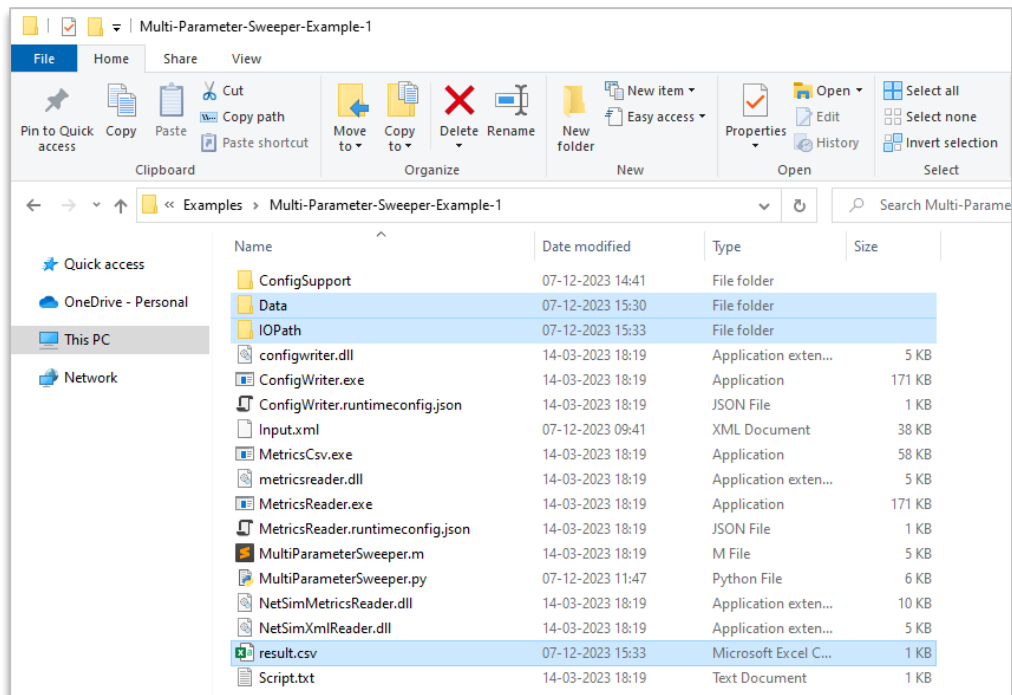 Multi-Parameter-Sweeper-Example-1
File Home Share View
Pin to Quick access
Copy
Paste
Cut
Copy path
Paste shortcut
Clipboard
Move to
Copy to
Delete
Rename
Organize
New folder
New item
Easy access
New
Properties
Open
Edit
History
Open
Select all
Select none
Invert selection
Select
« Examples > Multi-Parameter-Sweeper-Example-1
Search Multi-Parame
Quick access
OneDrive - Personal
This PC
Network
Name Date modified Type Size
ConfigSupport 07-12-2023 14:41 File folder
Data 07-12-2023 15:30 File folder
IOPath 07-12-2023 15:33 File folder
configwriter.dll 14-03-2023 18:19 Application exten... 5 KB
ConfigWriter.exe 14-03-2023 18:19 Application 171 KB
ConfigWriter.runtimeconfig.json 14-03-2023 18:19 JSON File 1 KB
Input.xml 07-12-2023 09:41 XML Document 38 KB
MetricsCsv.exe 14-03-2023 18:19 Application 58 KB
metricsreader.dll 14-03-2023 18:19 Application exten... 5 KB
MetricsReader.exe 14-03-2023 18:19 Application 171 KB
MetricsReader.runtimeconfig.json 14-03-2023 18:19 JSON File 1 KB
MultiParameterSweeper.m 14-03-2023 18:19 M File 5 KB
MultiParameterSweeper.py 07-12-2023 11:47 Python File 6 KB
NetSimMetricsReader.dll 14-03-2023 18:19 Application exten... 10 KB
NetSimXmlReader.dll 14-03-2023 18:19 Application exten... 5 KB
result.csv 07-12-2023 15:33 Microsoft Excel C... 1 KB
Script.txt 14-03-2023 18:19 Text Document 1 KB